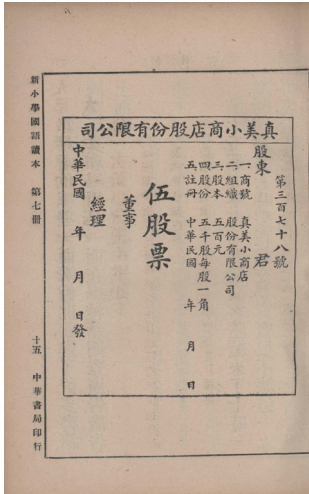 真美小商店股份有限公司
第三百七十八號
股東 君
一.商號 真美小商店
二.組織 股份有限公司
三.股本 五百元
四.股份 五千股每股一角
五.註册 中華民國 年 月 日
伍股票
董事
經理
中華民國 年 月 日發
新小學國語讀本 第七冊
十五 中華書局印行